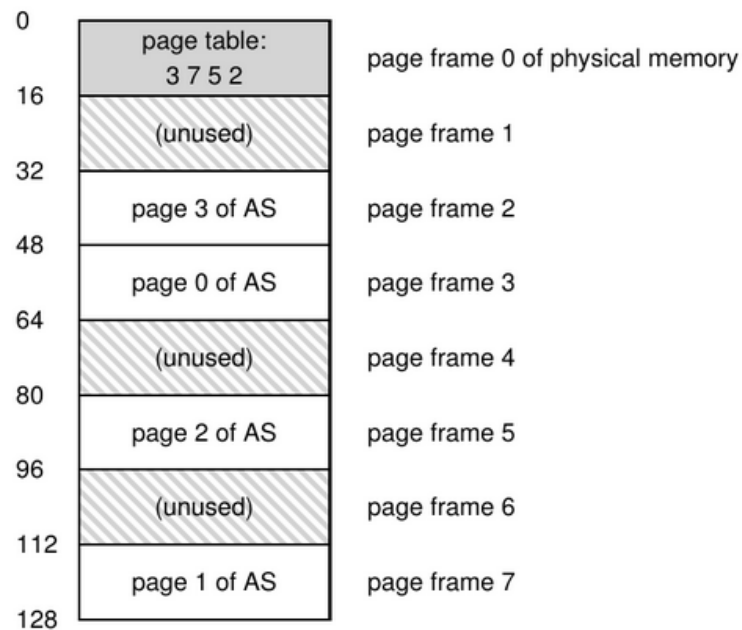 0
page table:
3 7 5 2
page frame 0 of physical memory
16
(unused)
page frame 1
32
page 3 of AS
page frame 2
48
page 0 of AS
page frame 3
64
(unused)
page frame 4
80
page 2 of AS
page frame 5
96
(unused)
page frame 6
112
page 1 of AS
page frame 7
128